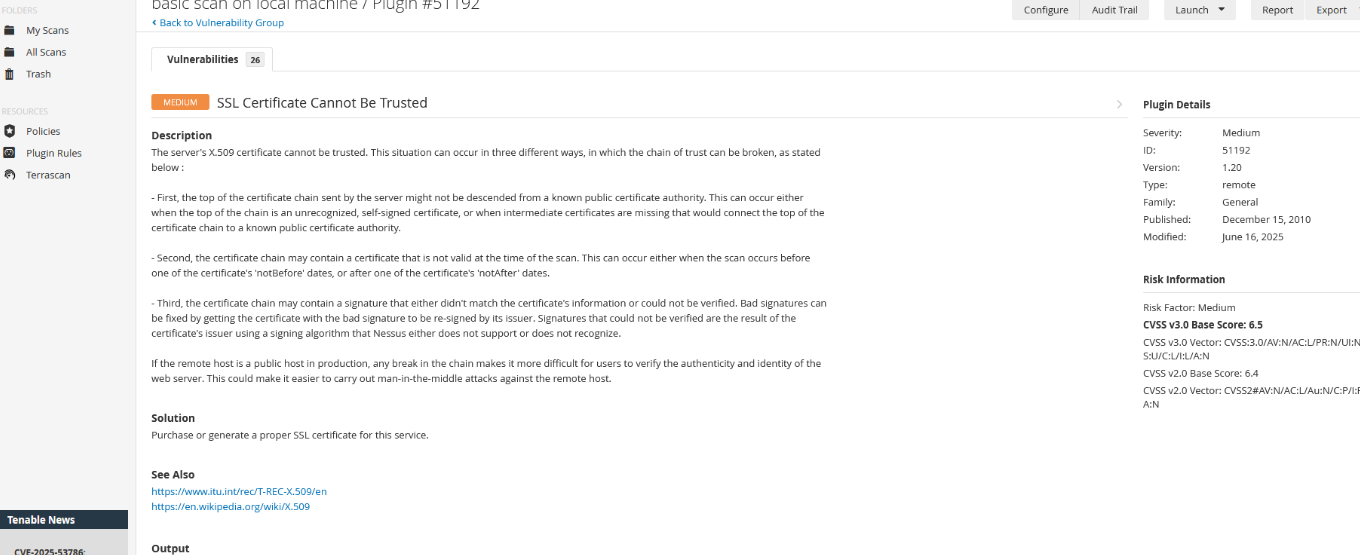 FOLDERS
My Scans
All Scans
Trash
RESOURCES
Policies
Plugin Rules
Terrascan
Tenable News
CVE-2025-53786:
basic scan on local machine / Plugin #51192
‹ Back to Vulnerability Group
Configure
Audit Trail
Launch
Report
Export
Vulnerabilities 26
MEDIUM SSL Certificate Cannot Be Trusted
Description
The server's X.509 certificate cannot be trusted. This situation can occur in three different ways, in which the chain of trust can be broken, as stated
below :
- First, the top of the certificate chain sent by the server might not be descended from a known public certificate authority. This can occur either
when the top of the chain is an unrecognized, self-signed certificate, or when intermediate certificates are missing that would connect the top of the
certificate chain to a known public certificate authority.
- Second, the certificate chain may contain a certificate that is not valid at the time of the scan. This can occur either when the scan occurs before
one of the certificate's 'notBefore' dates, or after one of the certificate's 'notAfter' dates.
- Third, the certificate chain may contain a signature that either didn't match the certificate's information or could not be verified. Bad signatures can
be fixed by getting the certificate with the bad signature to be re-signed by its issuer. Signatures that could not be verified are the result of the
certificate's issuer using a signing algorithm that Nessus either does not support or does not recognize.
If the remote host is a public host in production, any break in the chain makes it more difficult for users to verify the authenticity and identity of the
web server. This could make it easier to carry out man-in-the-middle attacks against the remote host.
Solution
Purchase or generate a proper SSL certificate for this service.
See Also
https://www.itu.int/rec/T-REC-X.509/en
https://en.wikipedia.org/wiki/X.509
Output
Plugin Details
Severity: Medium
ID: 51192
Version: 1.20
Type: remote
Family: General
Published: December 15, 2010
Modified: June 16, 2025
Risk Information
Risk Factor: Medium
CVSS v3.0 Base Score: 6.5
CVSS v3.0 Vector: CVSS:3.0/AV:N/AC:L/PR:N/UI:N
S:U/C:L/I:L/A:N
CVSS v2.0 Base Score: 6.4
CVSS v2.0 Vector: CVSS2#AV:N/AC:L/Au:N/C:P/I:P
A:N